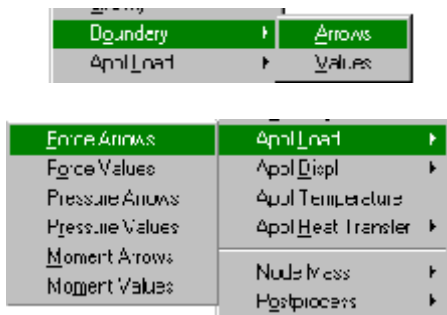 Boundery
Arrows
Appl Load
Values
Force Arrows
Appl Load
Force Values
Appl Displ
Pressure Arrows
Appl Temperature
Pressure Values
Appl Heat Transfer
Moment Arrows
Moment Values
Node Mass
Postprocess